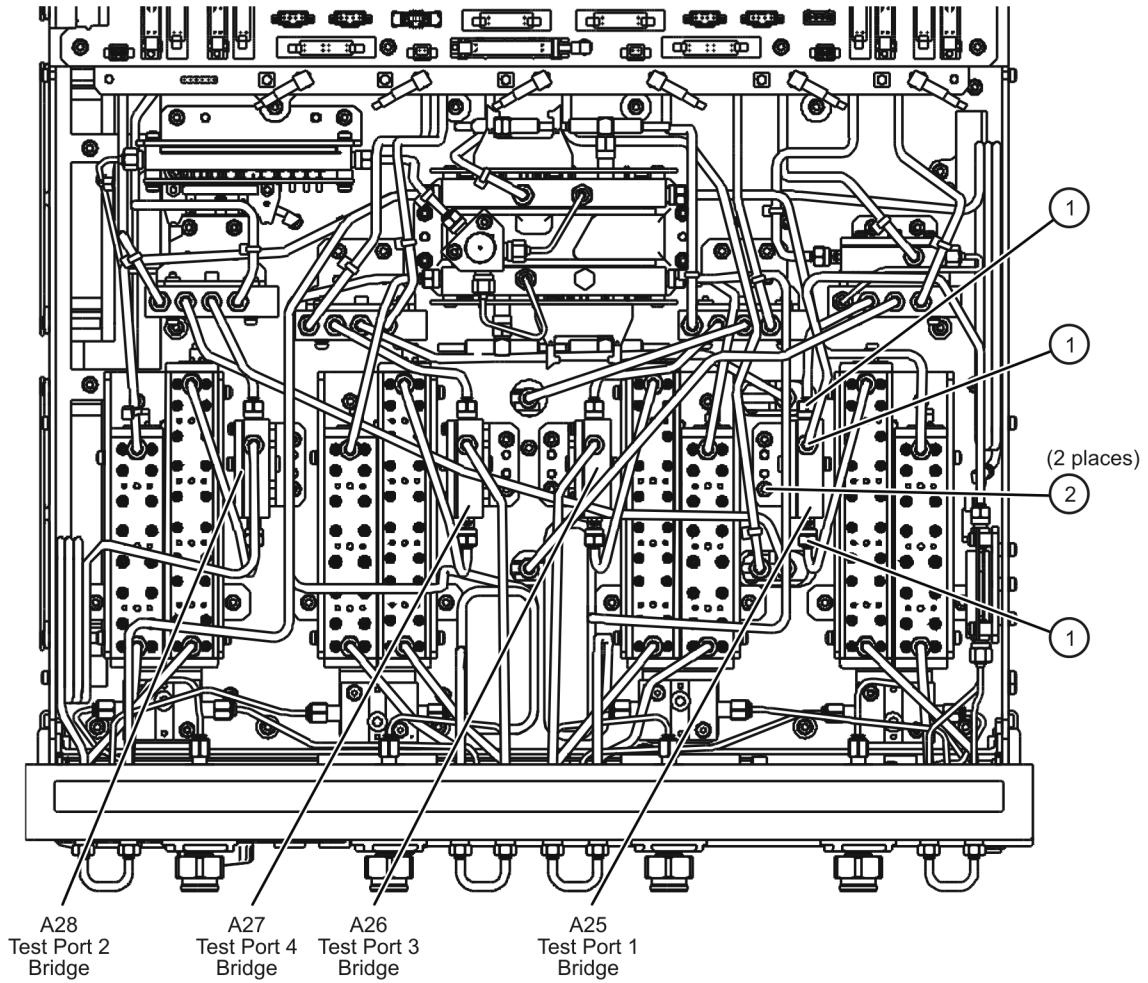 1
1
(2 places)
2
1
A28
Test Port 2
Bridge
A27
Test Port 4
Bridge
A26
Test Port 3
Bridge
A25
Test Port 1
Bridge